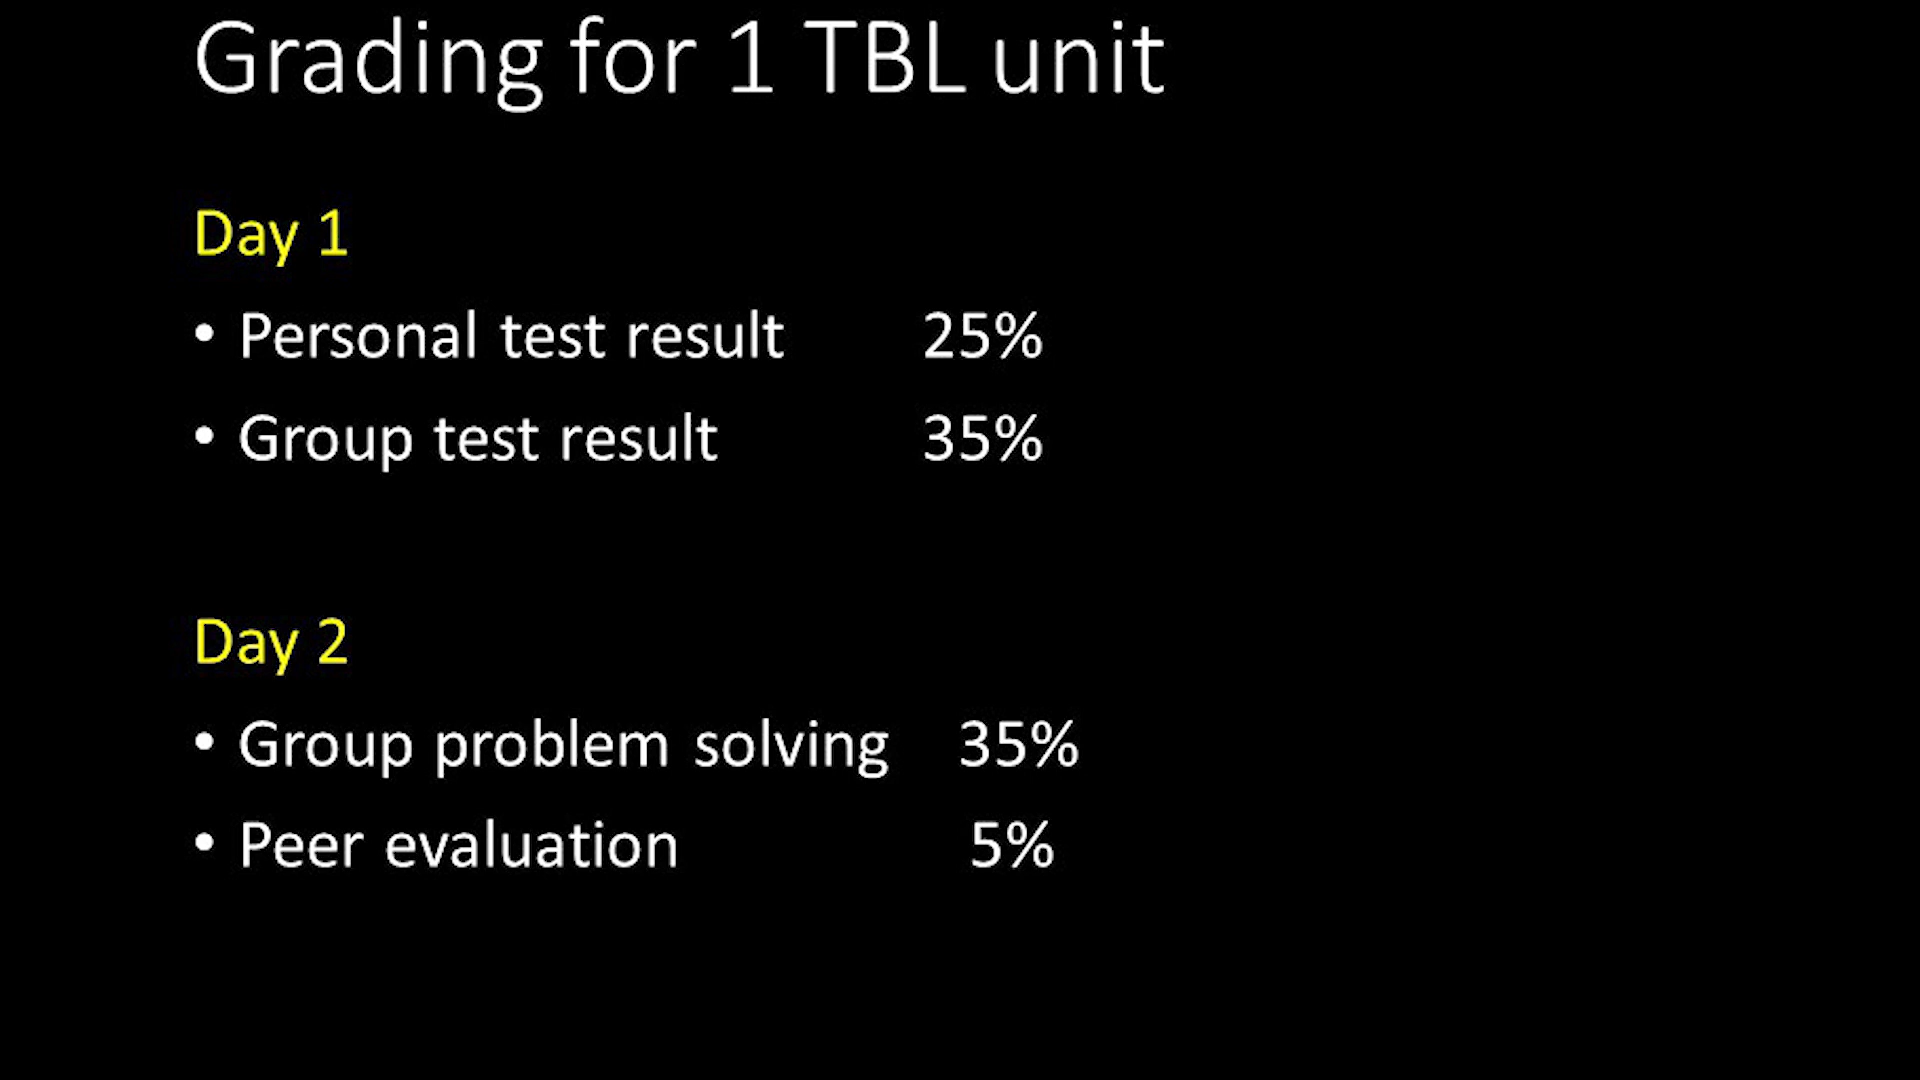 Grading for 1 TBL unit
Day 1
• Personal test result 25%
• Group test result 35%
Day 2
• Group problem solving 35%
• Peer evaluation 5%